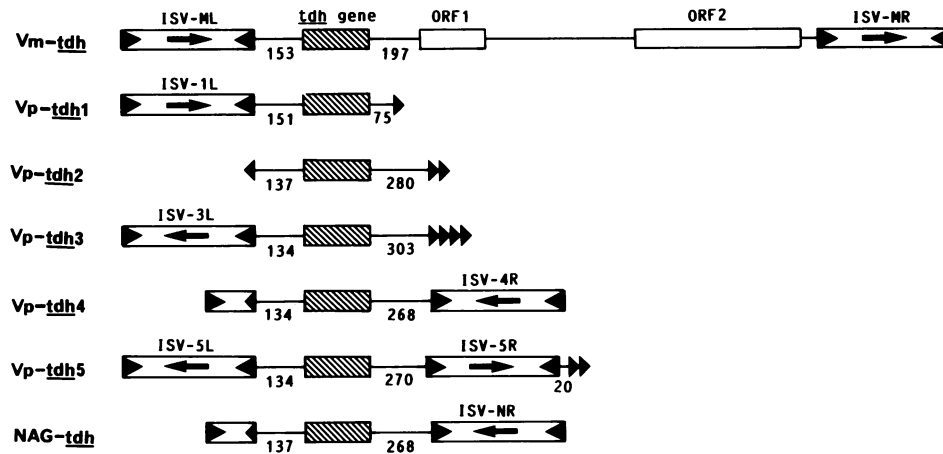 ISV-ML tdh gene ORF1 ORF2 ISV-MR
Vm-tdh
153 197
ISV-1L
Vp-tdh1
151 75
Vp-tdh2
137 280
ISV-3L
Vp-tdh3
134 303
ISV-4R
Vp-tdh4
134 268
ISV-5L ISV-5R
Vp-tdh5
134 270 20
ISV-NR
NAG-tdh
137 268